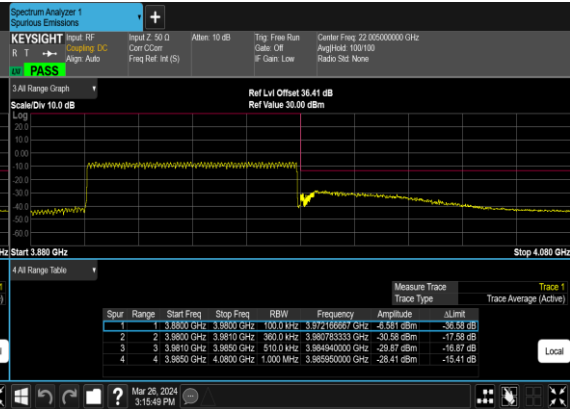 Spectrum Analyzer 1
Spurious Emissions
KEYSIGHT Input: RF Input Z: 50 Ω Atten: 10 dB Trig: Free Run Center Freq: 22.005000000 GHz
R T Coupling: DC Corr CCorr Gate: Off Avg|Hold: 100/100
Align: Auto Freq Ref: Int (S) IF Gain: Low Radio Std: None
PASS
3 All Range Graph
Ref Lvl Offset 36.41 dB
Scale/Div 10.0 dB Ref Value 30.00 dBm
Log
20.0
10.0
0.00
-10.0
-20.0
-30.0
-40.0
-50.0
-60.0
Hz Start 3.880 GHz Stop 4.080 GHz
4 All Range Table
Measure Trace Trace 1
Trace Type Trace Average (Active)
Spur Range Start Freq Stop Freq RBW Frequency Amplitude ΔLimit
1 1 3.8800 GHz 3.9800 GHz 100.0 kHz 3.972166667 GHz -6.581 dBm -36.58 dB
2 2 3.9800 GHz 3.9810 GHz 360.0 kHz 3.980783333 GHz -30.58 dBm -17.58 dB
3 3 3.9810 GHz 3.9850 GHz 510.0 kHz 3.984940000 GHz -29.87 dBm -16.87 dB
4 4 3.9850 GHz 4.0800 GHz 1.000 MHz 3.985950000 GHz -28.41 dBm -15.41 dB
Local
Mar 26, 2024
3:15:49 PM